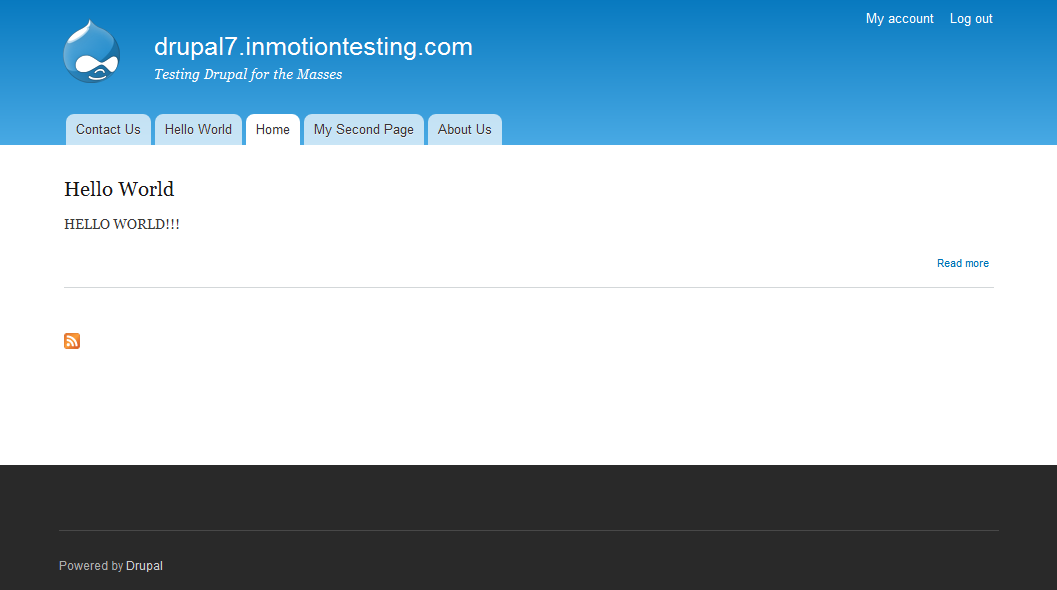 My account Log out
drupal7.inmotiontesting.com
Testing Drupal for the Masses
Contact Us Hello World Home My Second Page About Us
Hello World
HELLO WORLD!!!
Read more
Powered by Drupal